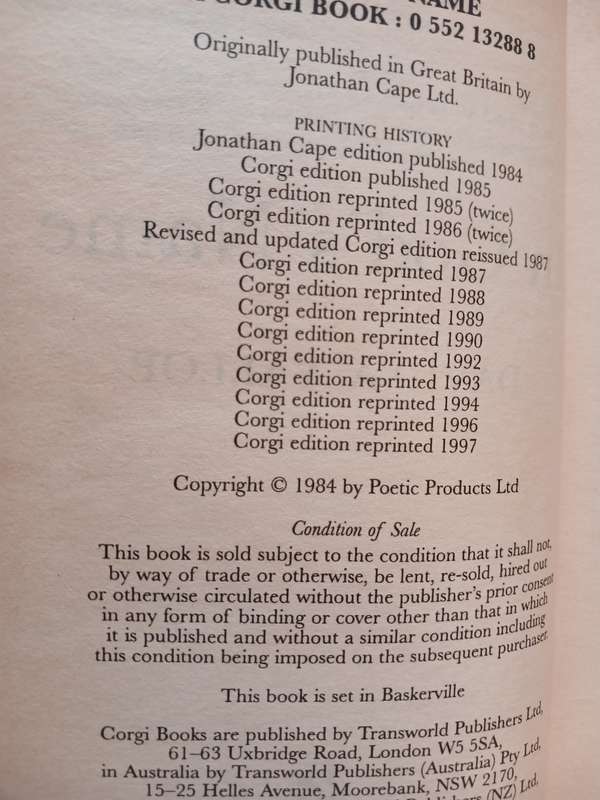 NAME
CORGI BOOK : 0 552 13288 8
Originally published in Great Britain by
Jonathan Cape Ltd.
PRINTING HISTORY
Jonathan Cape edition published 1984
Corgi edition published 1985
Corgi edition reprinted 1985 (twice)
Corgi edition reprinted 1986 (twice)
Revised and updated Corgi edition reissued 1987
Corgi edition reprinted 1987
Corgi edition reprinted 1988
Corgi edition reprinted 1989
Corgi edition reprinted 1990
Corgi edition reprinted 1992
Corgi edition reprinted 1993
Corgi edition reprinted 1994
Corgi edition reprinted 1996
Corgi edition reprinted 1997
Copyright © 1984 by Poetic Products Ltd
Condition of Sale
This book is sold subject to the condition that it shall not,
by way of trade or otherwise, be lent, re-sold, hired out
or otherwise circulated without the publisher's prior consent
in any form of binding or cover other than that in which
it is published and without a similar condition including
this condition being imposed on the subsequent purchaser.
This book is set in Baskerville
Corgi Books are published by Transworld Publishers Ltd,
61–63 Uxbridge Road, London W5 5SA,
in Australia by Transworld Publishers (Australia) Pty Ltd,
15–25 Helles Avenue, Moorebank, NSW 2170,
Publishers (NZ) Ltd,